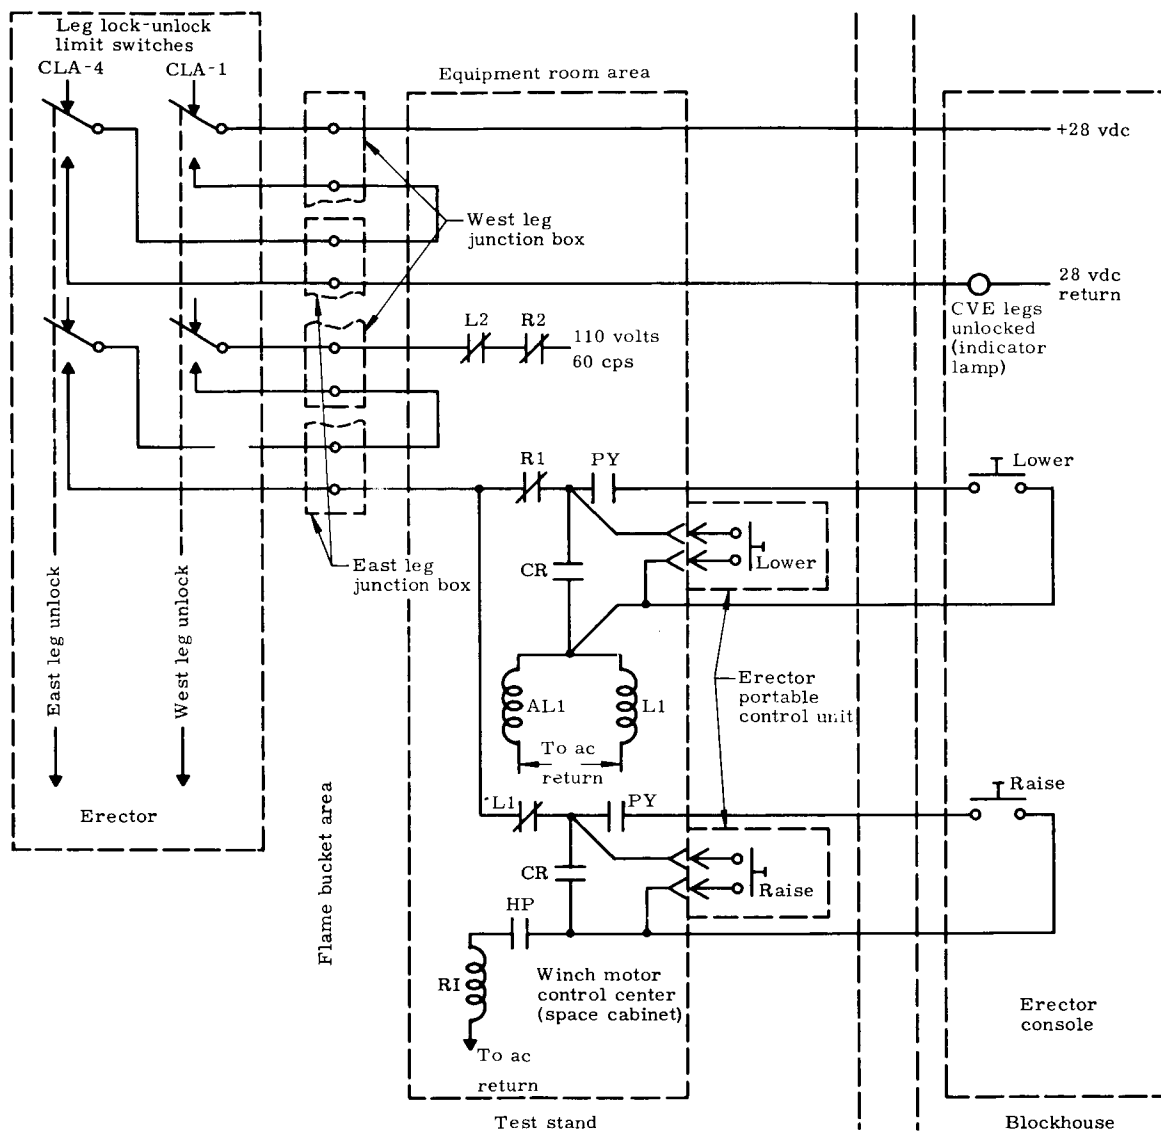 Leg lock-unlock
limit switches
CLA-4
CLA-1
Equipment room area
+28 vdc
West leg
junction box
28 vdc
return
CVE legs
unlocked
(indicator
lamp)
L2
R2
110 volts
60 cps
R1
PY
Lower
CR
Lower
East leg
junction box
East leg unlock
West leg unlock
AL1
L1
Erector
portable
control unit
To ac
return
L1
PY
Raise
Erector
Flame bucket area
CR
Raise
HP
RI
Winch motor
control center
(space cabinet)
Erector
console
To ac
return
Test stand
Blockhouse